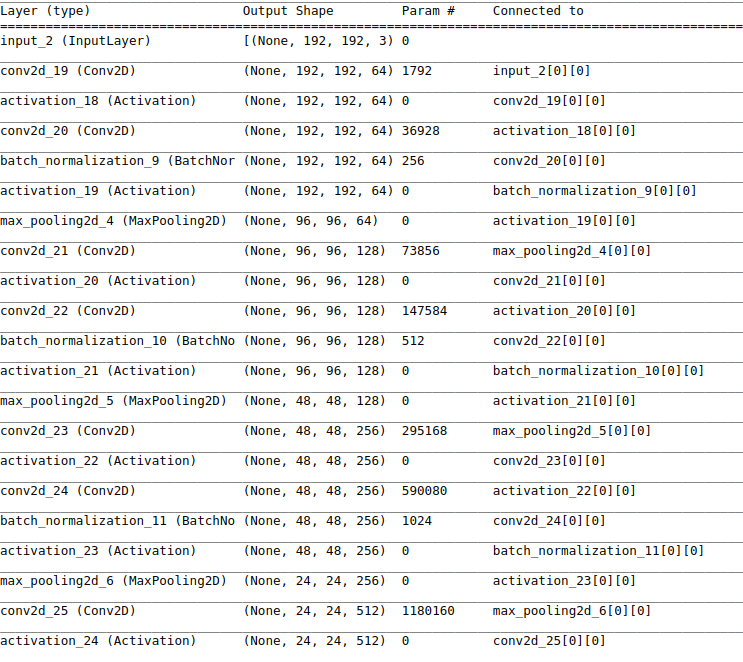 Layer (type) Output Shape Param # Connected to
input_2 (InputLayer) [(None, 192, 192, 3) 0
conv2d_19 (Conv2D) (None, 192, 192, 64) 1792 input_2[0][0]
activation_18 (Activation) (None, 192, 192, 64) 0 conv2d_19[0][0]
conv2d_20 (Conv2D) (None, 192, 192, 64) 36928 activation_18[0][0]
batch_normalization_9 (BatchNor (None, 192, 192, 64) 256 conv2d_20[0][0]
activation_19 (Activation) (None, 192, 192, 64) 0 batch_normalization_9[0][0]
max_pooling2d_4 (MaxPooling2D) (None, 96, 96, 64) 0 activation_19[0][0]
conv2d_21 (Conv2D) (None, 96, 96, 128) 73856 max_pooling2d_4[0][0]
activation_20 (Activation) (None, 96, 96, 128) 0 conv2d_21[0][0]
conv2d_22 (Conv2D) (None, 96, 96, 128) 147584 activation_20[0][0]
batch_normalization_10 (BatchNo (None, 96, 96, 128) 512 conv2d_22[0][0]
activation_21 (Activation) (None, 96, 96, 128) 0 batch_normalization_10[0][0]
max_pooling2d_5 (MaxPooling2D) (None, 48, 48, 128) 0 activation_21[0][0]
conv2d_23 (Conv2D) (None, 48, 48, 256) 295168 max_pooling2d_5[0][0]
activation_22 (Activation) (None, 48, 48, 256) 0 conv2d_23[0][0]
conv2d_24 (Conv2D) (None, 48, 48, 256) 590080 activation_22[0][0]
batch_normalization_11 (BatchNo (None, 48, 48, 256) 1024 conv2d_24[0][0]
activation_23 (Activation) (None, 48, 48, 256) 0 batch_normalization_11[0][0]
max_pooling2d_6 (MaxPooling2D) (None, 24, 24, 256) 0 activation_23[0][0]
conv2d_25 (Conv2D) (None, 24, 24, 512) 1180160 max_pooling2d_6[0][0]
activation_24 (Activation) (None, 24, 24, 512) 0 conv2d_25[0][0]